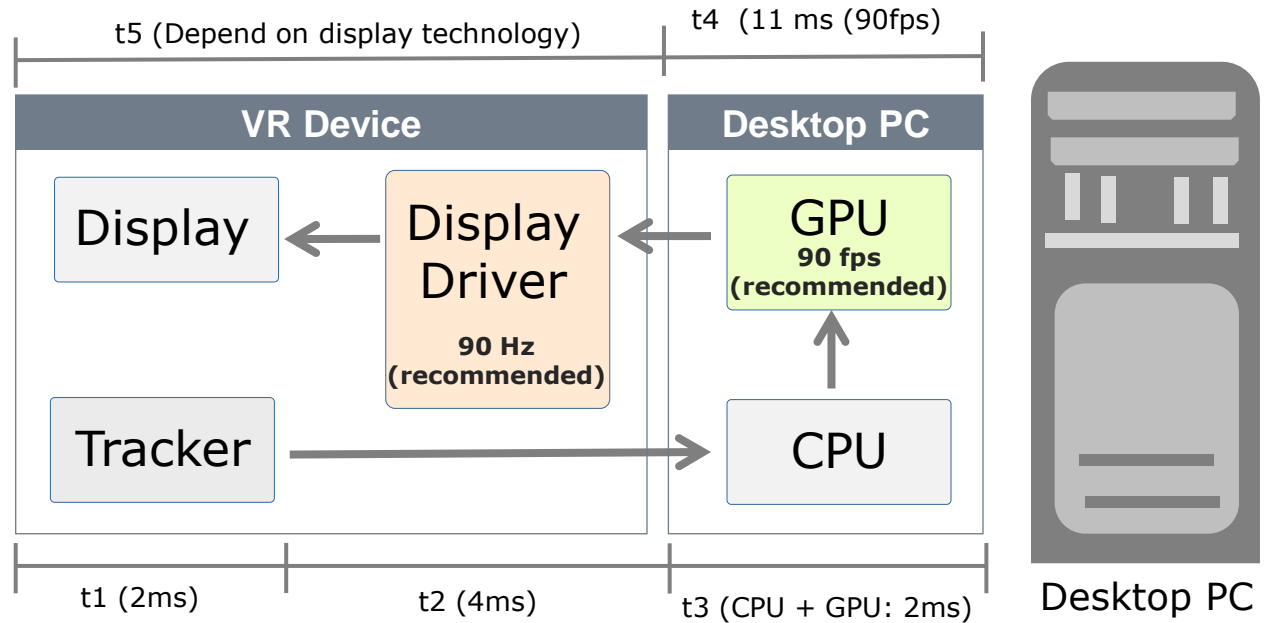 t5 (Depend on display technology)
t4 (11 ms (90fps)
VR Device
Desktop PC
Display
Display
Driver
90 Hz
(recommended)
GPU
90 fps
(recommended)
Tracker
CPU
t1 (2ms)
t2 (4ms)
t3 (CPU + GPU: 2ms)
Desktop PC